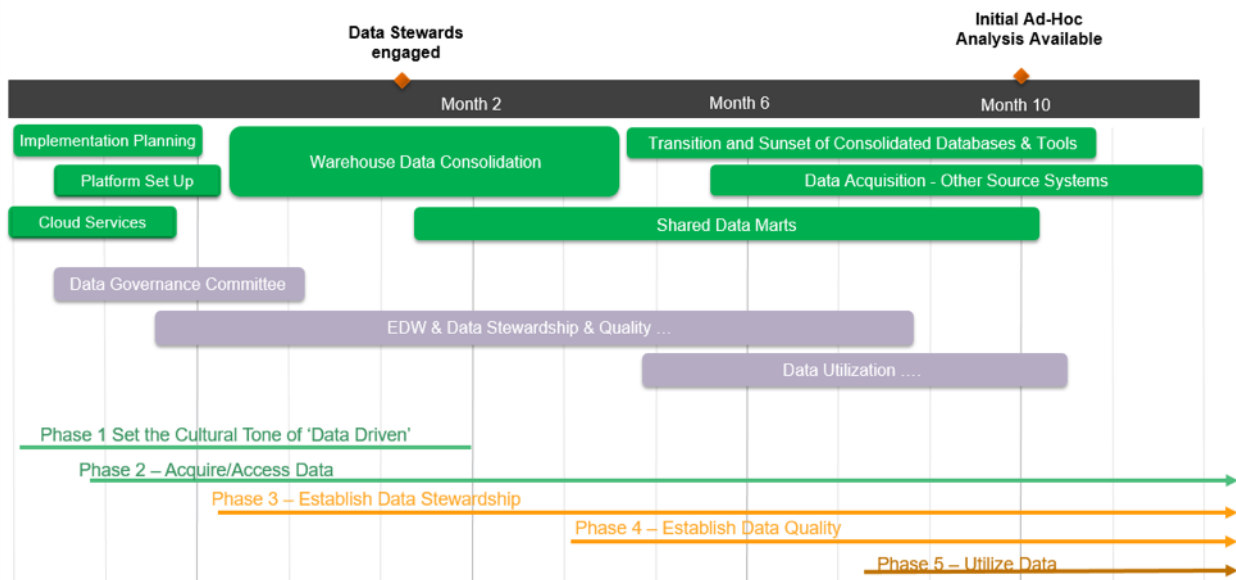 Data Stewards
engaged
Initial Ad-Hoc
Analysis Available
Month 2
Month 6
Month 10
Implementation Planning
Warehouse Data Consolidation
Transition and Sunset of Consolidated Databases & Tools
Platform Set Up
Data Acquisition - Other Source Systems
Cloud Services
Shared Data Marts
Data Governance Committee
EDW & Data Stewardship & Quality ...
Data Utilization ....
Phase 1 Set the Cultural Tone of 'Data Driven'
Phase 2 – Acquire/Access Data
Phase 3 – Establish Data Stewardship
Phase 4 – Establish Data Quality
Phase 5 – Utilize Data